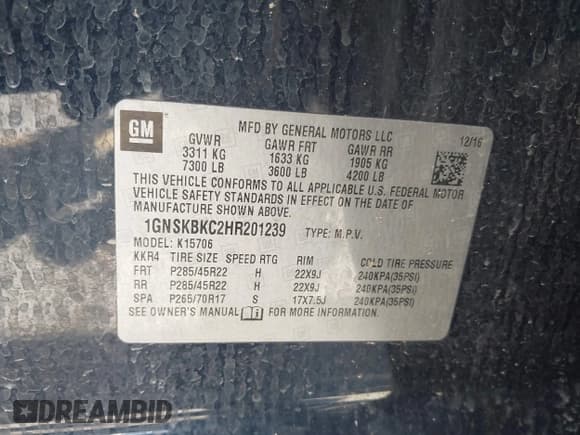 GM
MFD BY GENERAL MOTORS LLC 12/16
GVWR GAWR FRT GAWR RR
3311 KG 1633 KG 1905 KG
7300 LB 3600 LB 4200 LB
THIS VEHICLE CONFORMS TO ALL APPLICABLE U.S. FEDERAL MOTOR
VEHICLE SAFETY STANDARDS IN EFFECT ON THE DATE OF
MANUFACTURE SHOWN ABOVE.
1GNSKBKC2HR201239 TYPE: M.P.V.
MODEL: K15706
KKR4 TIRE SIZE SPEED RTG RIM COLD TIRE PRESSURE
FRT P285/45R22 H 22X9J 240KPA(35PSI)
RR P285/45R22 H 22X9J 240KPA(35PSI)
SPA P265/70R17 S 17X7.5J 240KPA(35PSI)
SEE OWNER'S MANUAL FOR MORE INFORMATION.
DREAMBID